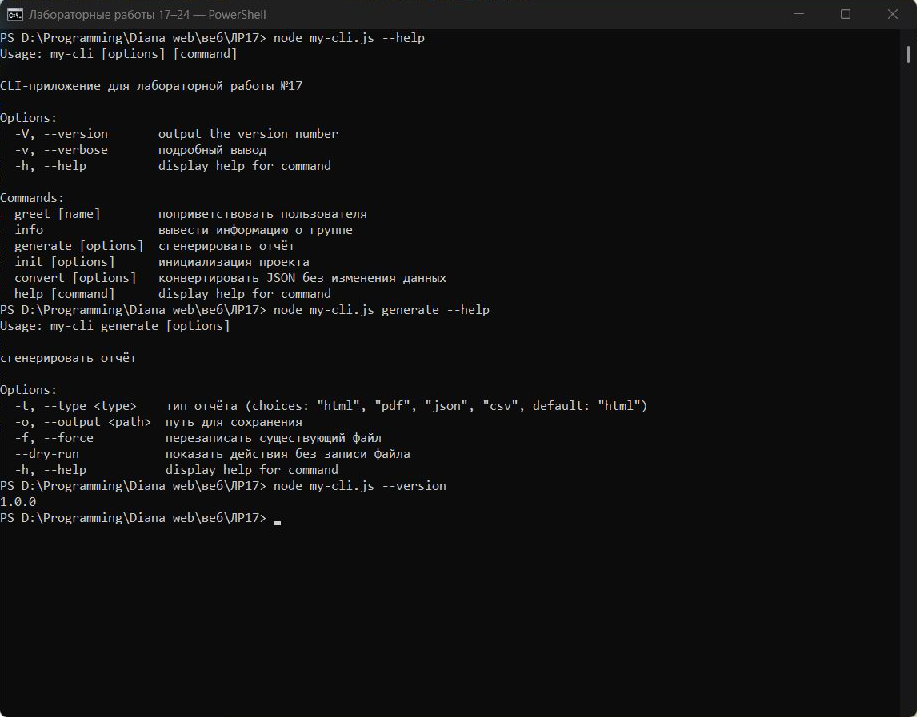 Лабораторные работы 17–24 — PowerShell
PS D:\Programming\Diana web\веб\ЛР17> node my-cli.js --help
Usage: my-cli [options] [command]
CLI-приложение для лабораторной работы №17
Options:
-V, --version output the version number
-v, --verbose подробный вывод
-h, --help display help for command
Commands:
greet [name] поприветствовать пользователя
info вывести информацию о группе
generate [options] сгенерировать отчёт
init [options] инициализация проекта
convert [options] конвертировать JSON без изменения данных
help [command] display help for command
PS D:\Programming\Diana web\веб\ЛР17> node my-cli.js generate --help
Usage: my-cli generate [options]
сгенерировать отчёт
Options:
-t, --type <type> тип отчёта (choices: "html", "pdf", "json", "csv", default: "html")
-o, --output <path> путь для сохранения
-f, --force перезаписать существующий файл
--dry-run показать действия без записи файла
-h, --help display help for command
PS D:\Programming\Diana web\веб\ЛР17> node my-cli.js --version
1.0.0
PS D:\Programming\Diana web\веб\ЛР17>